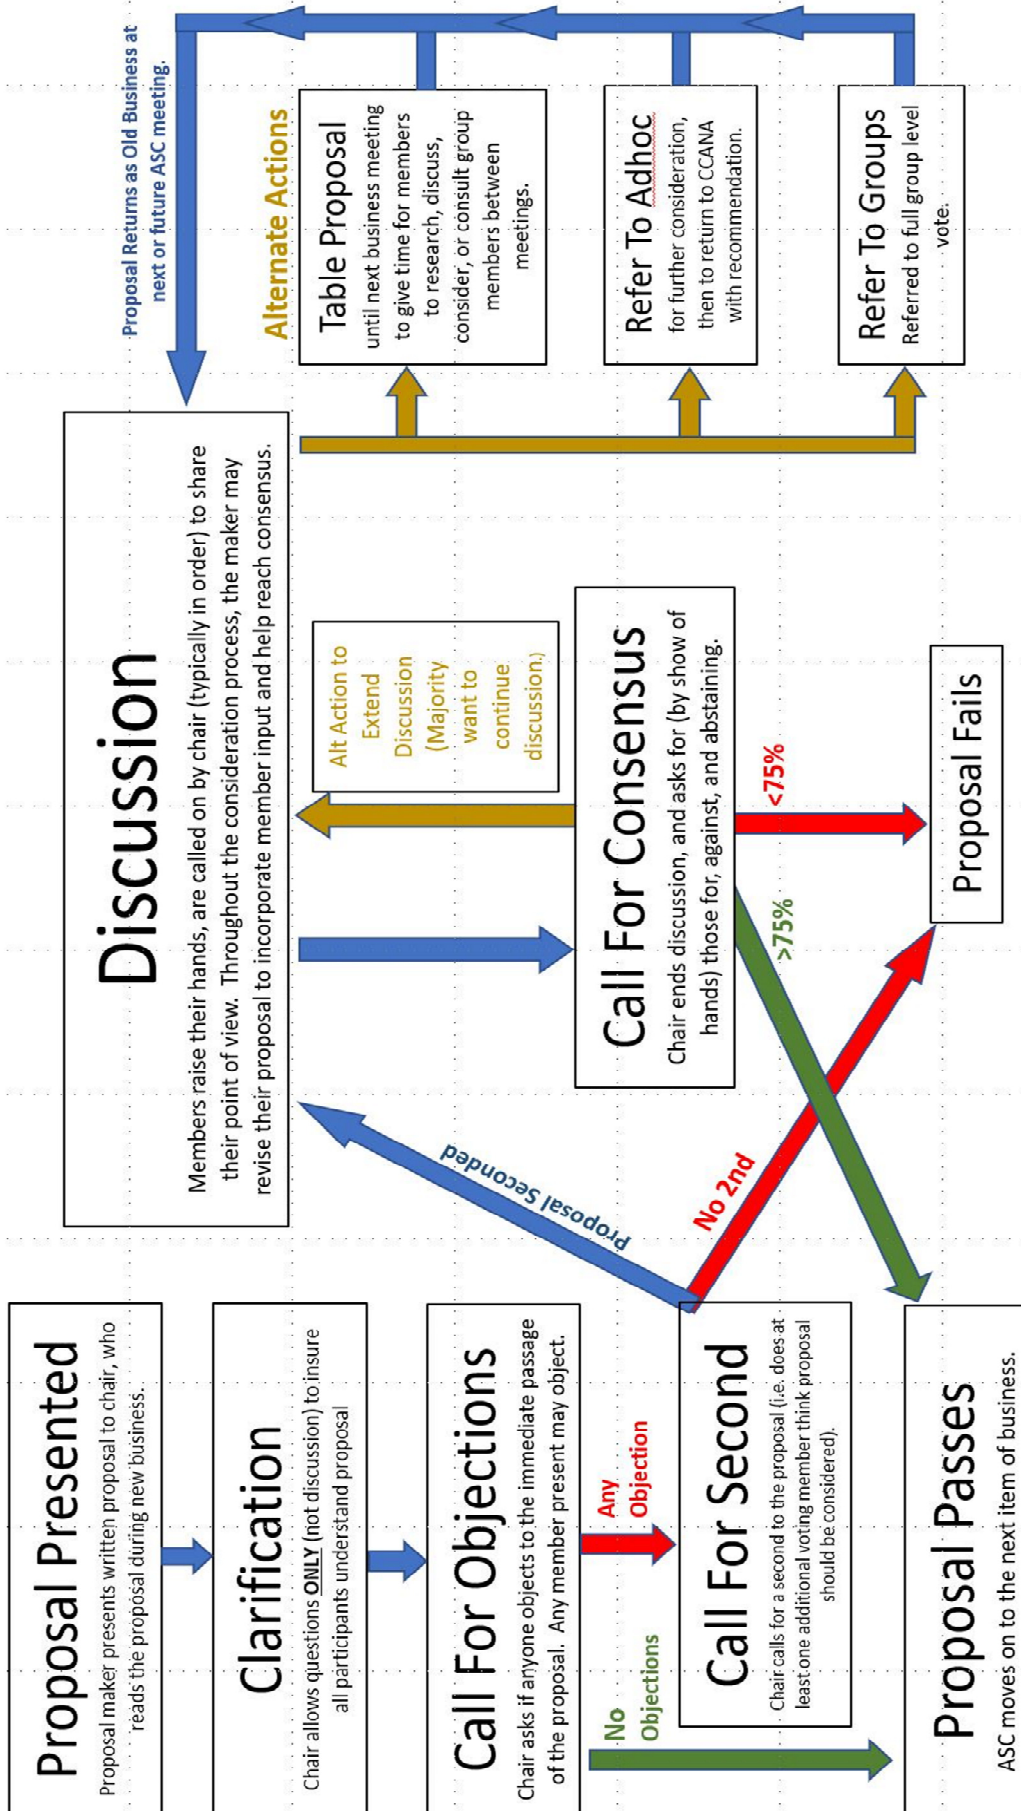 Proposal Presented
Proposal maker presents written proposal to chair, who
reads the proposal during new business.
Clarification
Chair allows questions ONLY (not discussion) to insure
all participants understand proposal
Call For Objections
Chair asks if anyone objects to the immediate passage
of the proposal. Any member present may object.
No
Objections
Any
Objection
Call For Second
Chair calls for a second to the proposal (i.e. does at
least one additional voting member think proposal
should be considered).
Proposal Passes
ASC moves on to the next item of business.
Proposal Seconded
No 2nd
Discussion
Members raise their hands, are called on by chair (typically in order) to share
their point of view. Throughout the consideration process, the maker may
revise their proposal to incorporate member input and help reach consensus.
Alt Action to
Extend
Discussion
(Majority
want to
continue
discussion.)
Call For Consensus
Chair ends discussion, and asks for (by show of
hands) those for, against, and abstaining.
>75%
<75%
Proposal Fails
Proposal Returns as Old Business at
next or future ASC meeting.
Alternate Actions
Table Proposal
until next business meeting
to give time for members
to research, discuss,
consider, or consult group
members between
meetings.
Refer To Adhoc
for further consideration,
then to return to CCANA
with recommendation.
Refer To Groups
Referred to full group level
vote.